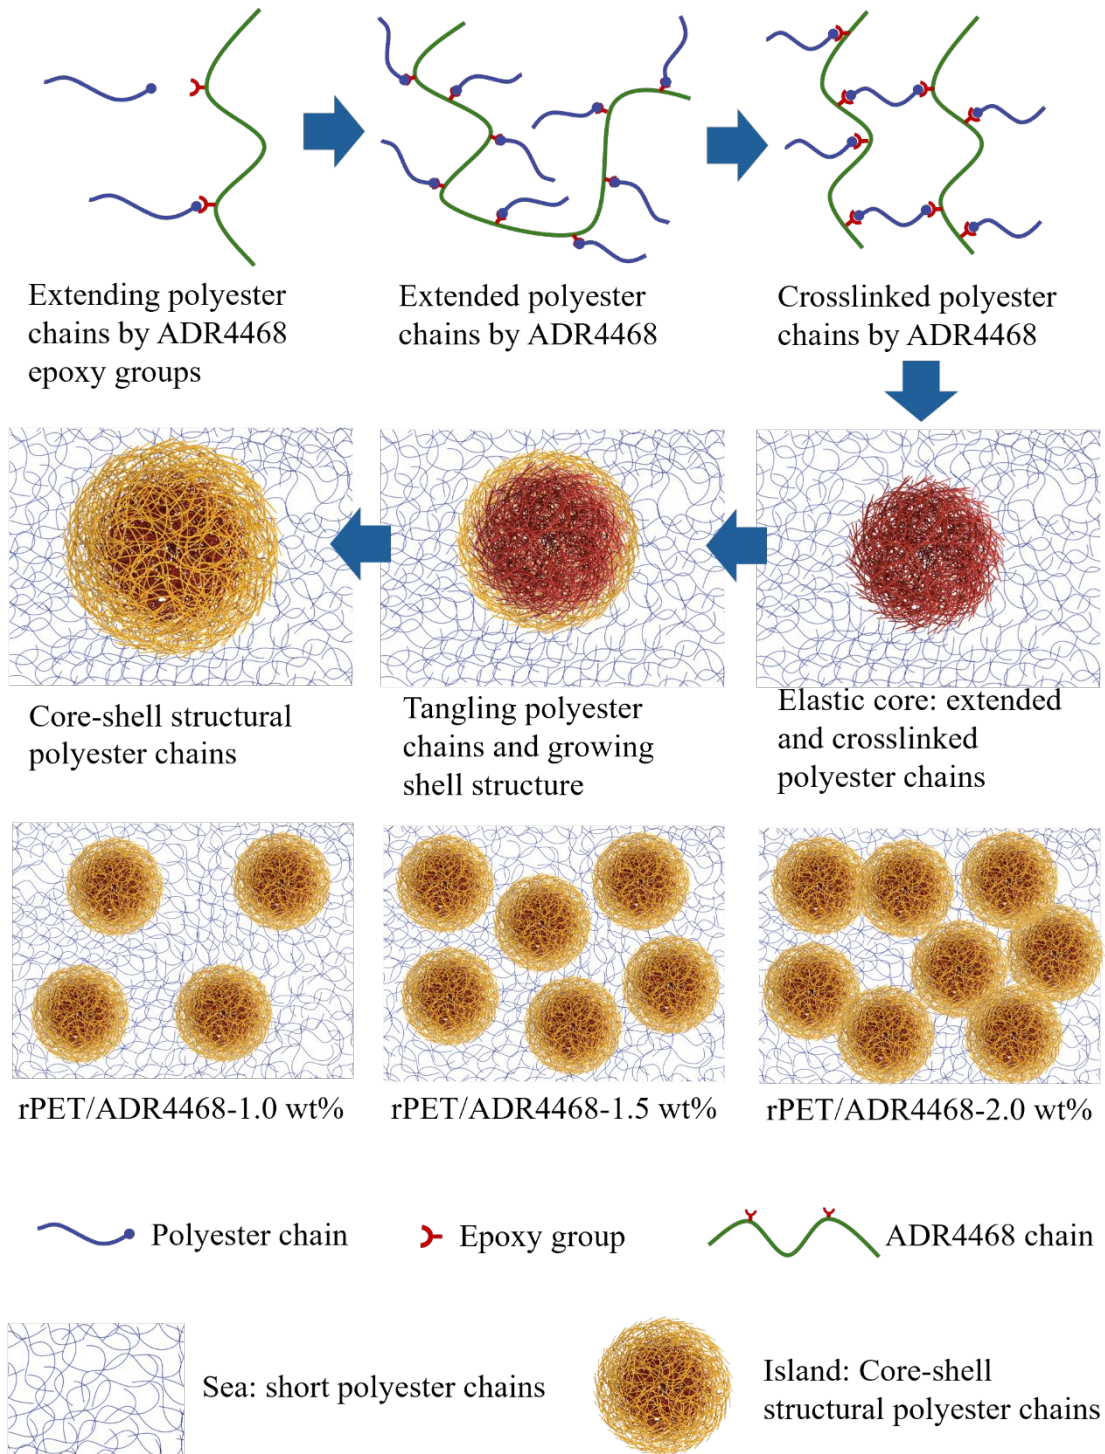 Extending polyester
chains by ADR4468
epoxy groups
Extended polyester
chains by ADR4468
Crosslinked polyester
chains by ADR4468
Core-shell structural
polyester chains
Tangling polyester
chains and growing
shell structure
Elastic core: extended
and crosslinked
polyester chains
rPET/ADR4468-1.0 wt%
rPET/ADR4468-1.5 wt%
rPET/ADR4468-2.0 wt%
Polyester chain
Epoxy group
ADR4468 chain
Sea: short polyester chains
Island: Core-shell
structural polyester chains